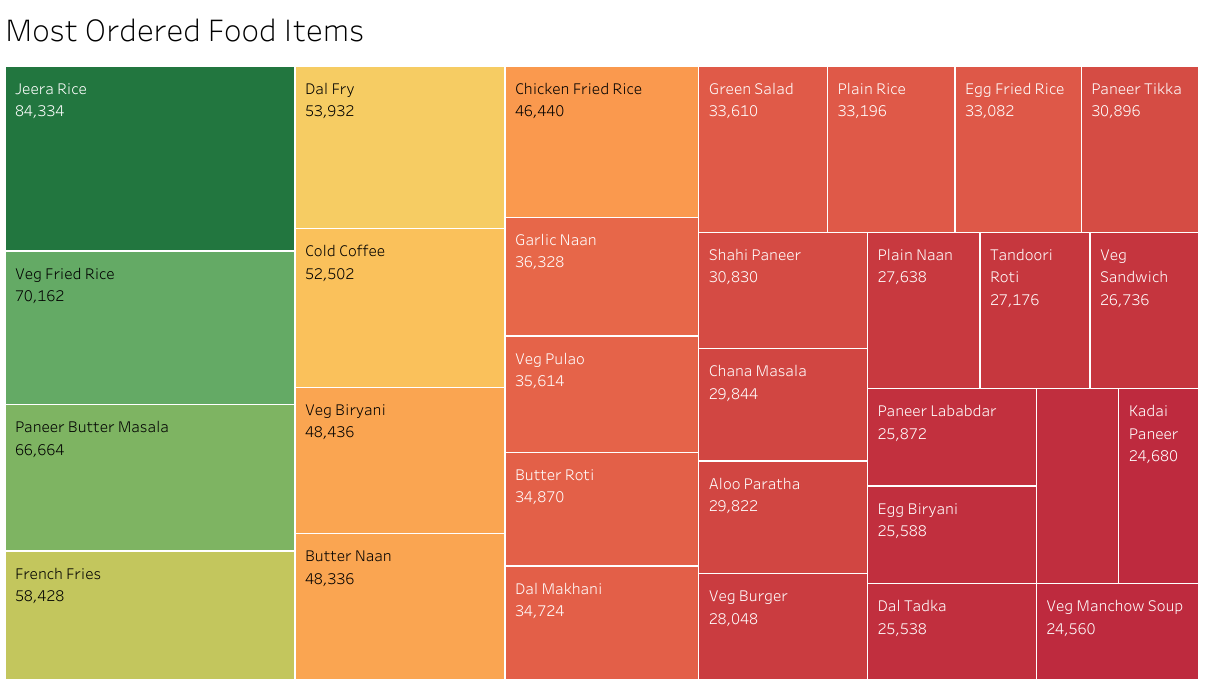 Most Ordered Food Items
Jeera Rice
84,334
Veg Fried Rice
70,162
Paneer Butter Masala
66,664
French Fries
58,428
Dal Fry
53,932
Cold Coffee
52,502
Veg Biryani
48,436
Butter Naan
48,336
Chicken Fried Rice
46,440
Garlic Naan
36,328
Veg Pulao
35,614
Butter Roti
34,870
Dal Makhani
34,724
Green Salad
33,610
Plain Rice
33,196
Egg Fried Rice
33,082
Paneer Tikka
30,896
Shahi Paneer
30,830
Chana Masala
29,844
Aloo Paratha
29,822
Veg Burger
28,048
Plain Naan
27,638
Tandoori
Roti
27,176
Veg
Sandwich
26,736
Paneer Lababdar
25,872
Egg Biryani
25,588
Dal Tadka
25,538
Kadai
Paneer
24,680
Veg Manchow Soup
24,560